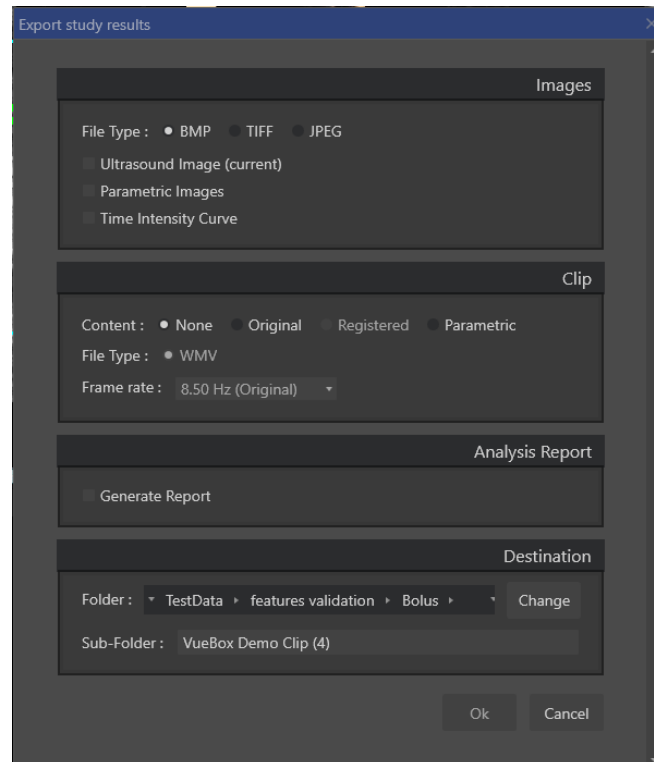 Export study results
Images
File Type : BMP TIFF JPEG
Ultrasound Image (current)
Parametric Images
Time Intensity Curve
Clip
Content : None Original Registered Parametric
File Type : WMV
Frame rate : 8.50 Hz (Original)
Analysis Report
Generate Report
Destination
Folder : TestData features validation Bolus Change
Sub-Folder : VueBox Demo Clip (4)
Ok Cancel